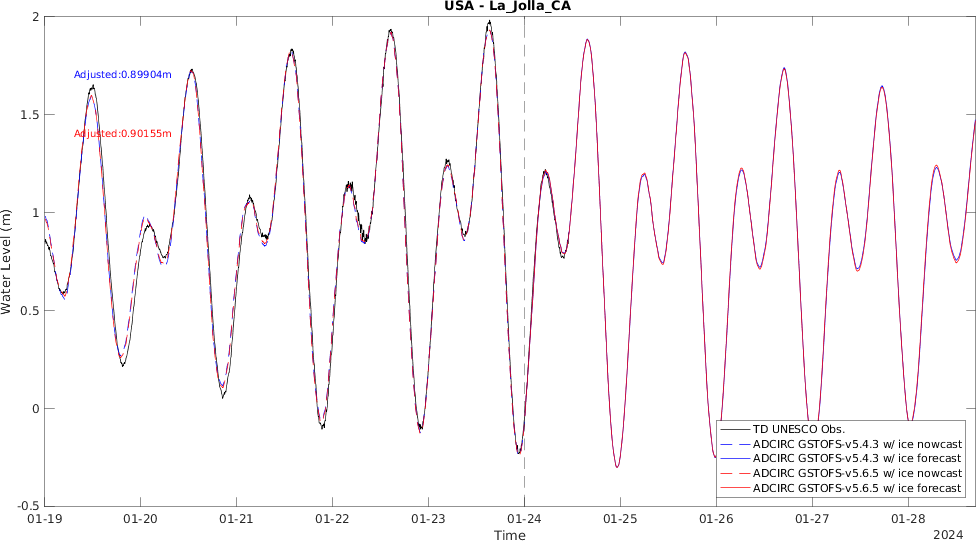 USA - La_Jolla_CA
Water Level (m)
2
1.5
1
0.5
0
-0.5
Adjusted:0.89904m
Adjusted:0.90155m
TD UNESCO Obs.
ADCIRC GSTOFS-v5.4.3 w/ ice nowcast
ADCIRC GSTOFS-v5.4.3 w/ ice forecast
ADCIRC GSTOFS-v5.6.5 w/ ice nowcast
ADCIRC GSTOFS-v5.6.5 w/ ice forecast
01-19 01-20 01-21 01-22 01-23 01-24 01-25 01-26 01-27 01-28
Time
2024